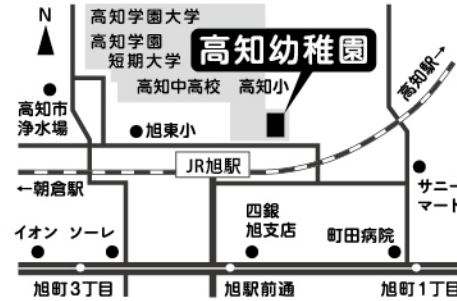 N
高知学園大学
高知学園
短期大学
高知幼稚園
高知中高校
高知小
高知駅→
高知市
浄水場
旭東小
JR旭駅
←朝倉駅
サニー
マート
イオン
ソーレ
四銀
旭支店
町田病院
旭町3丁目
旭駅前通
旭町1丁目